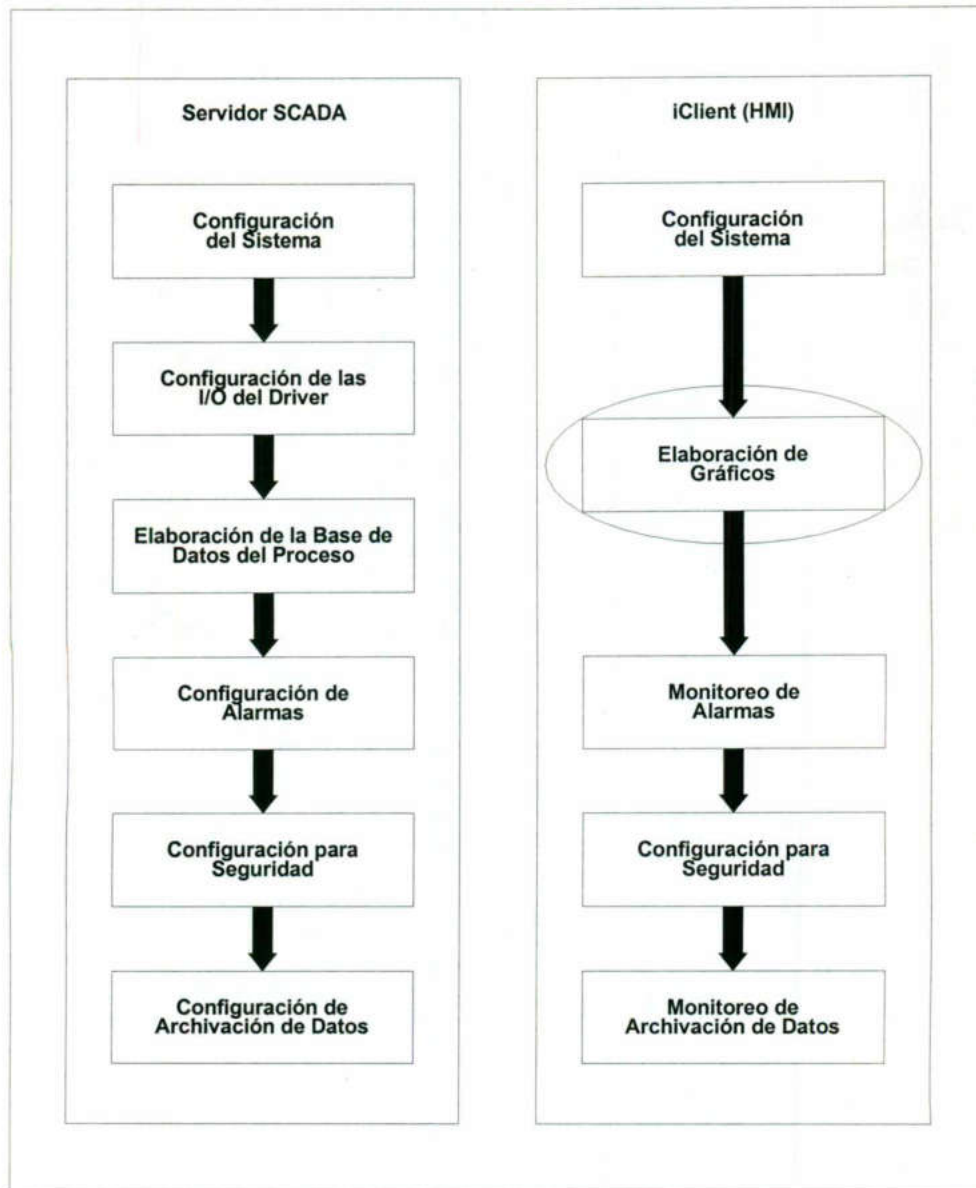 Servidor SCADA
Configuración
del Sistema
Configuración de las
I/O del Driver
Elaboración de la Base de
Datos del Proceso
Configuración de
Alarmas
Configuración para
Seguridad
Configuración de
Archivación de Datos
iClient (HMI)
Configuración
del Sistema
Elaboración de
Gráficos
Monitoreo de
Alarmas
Configuración para
Seguridad
Monitoreo de
Archivación de Datos